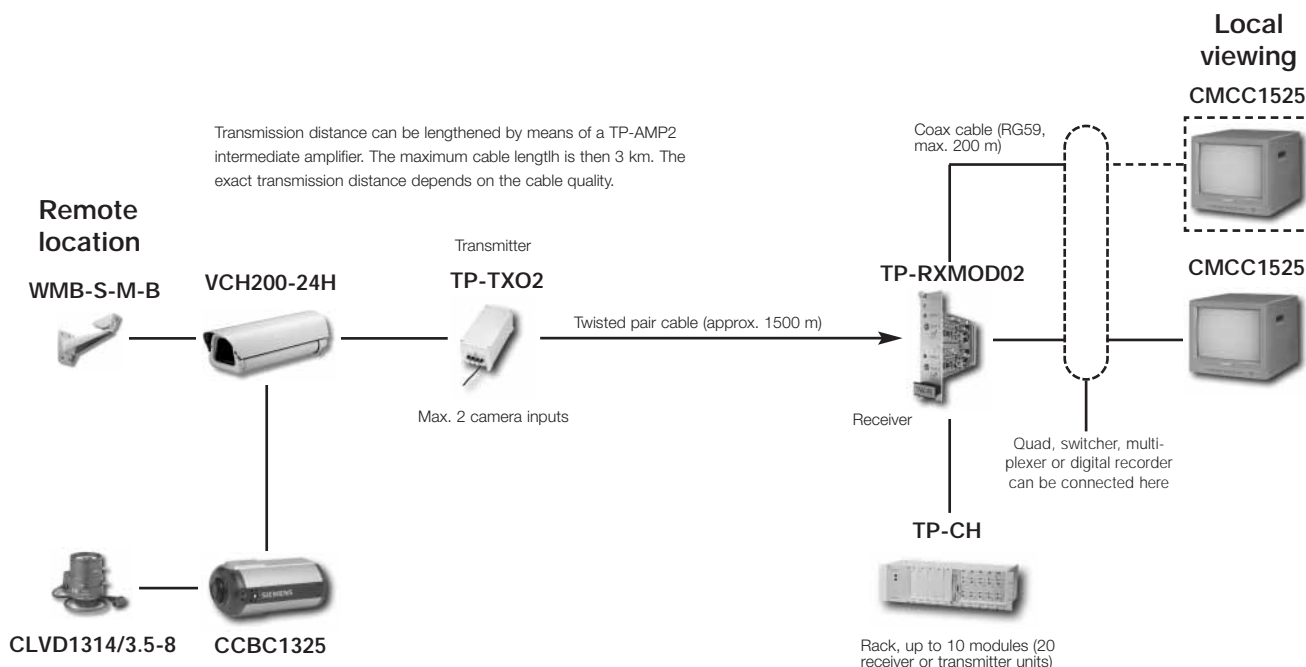 Local
viewing
CMCC1525
Transmission distance can be lengthened by means of a TP-AMP2
intermediate amplifier. The maximum cable lengtlh is then 3 km. The
exact transmission distance depends on the cable quality.
Coax cable (RG59,
max. 200 m)
Remote
location
WMB-S-M-B
VCH200-24H
Transmitter
TP-TXO2
Twisted pair cable (approx. 1500 m)
TP-RXMOD02
CMCC1525
Max. 2 camera inputs
Receiver
Quad, switcher, multi-
plexer or digital recorder
can be connected here
TP-CH
SIEMENS
CLVD1314/3.5-8
CCBC1325
Rack, up to 10 modules (20
receiver or transmitter units)